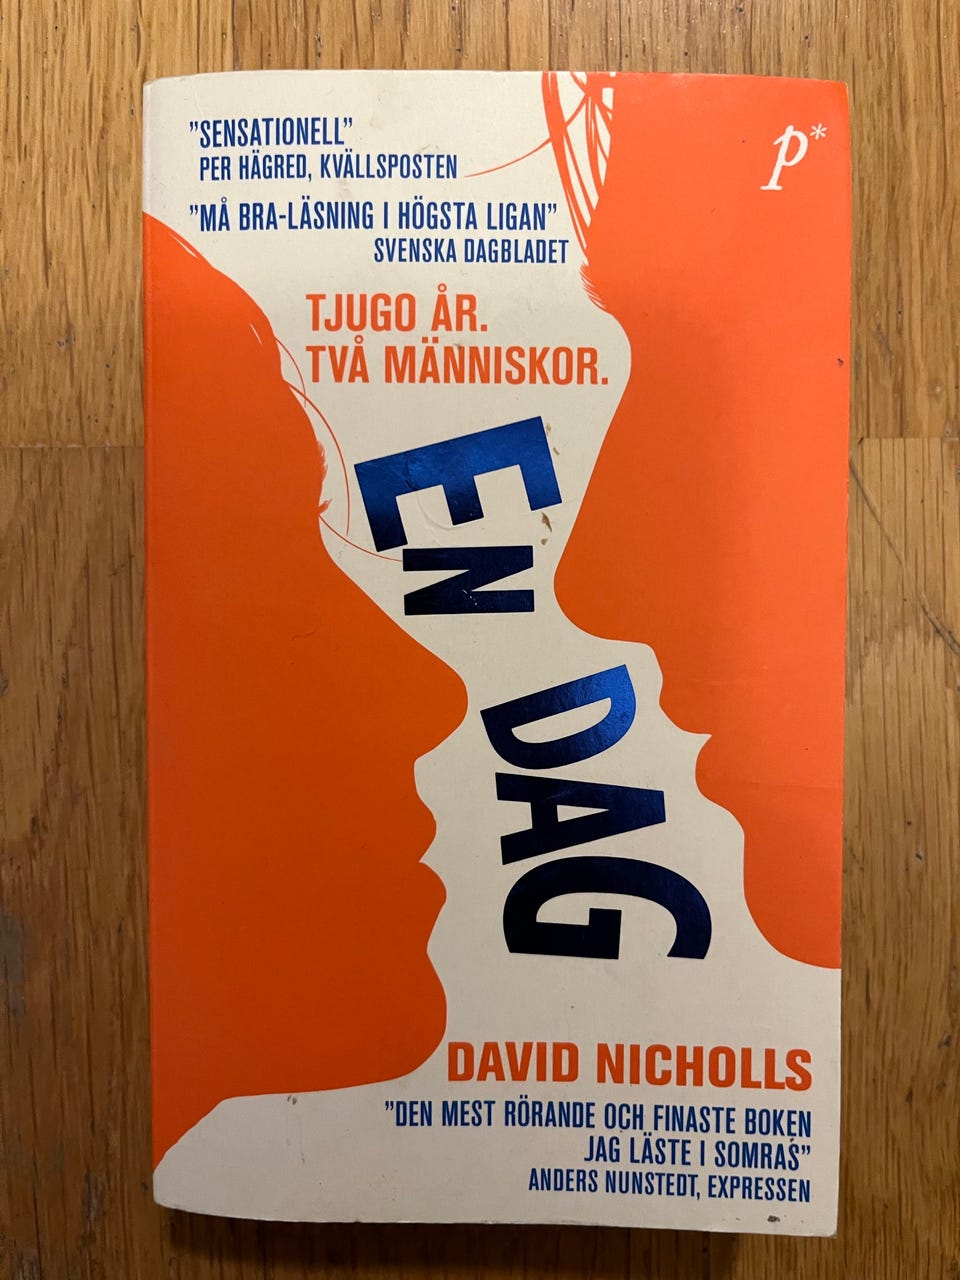 ”SENSATIONELL”
PER HÄGRED, KVÄLLSPOSTEN
”MÅ BRA-LÄSNING I HÖGSTA LIGAN”
SVENSKA DAGBLADET
p*
TJUGO ÅR.
TVÅ MÄNNISKOR.
EN DAG
DAVID NICHOLLS
”DEN MEST RÖRANDE OCH FINASTE BOKEN
JAG LÄSTE I SOMRAS”
ANDERS NUNSTEDT, EXPRESSEN